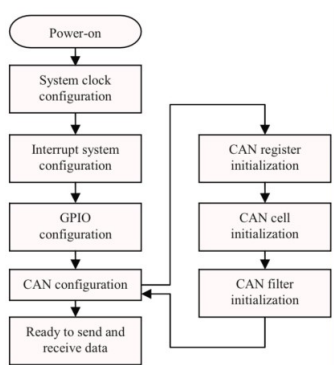 Power-on
System clock
configuration
Interrupt system
configuration
GPIO
configuration
CAN configuration
Ready to send and
receive data
CAN register
initialization
CAN cell
initialization
CAN filter
initialization